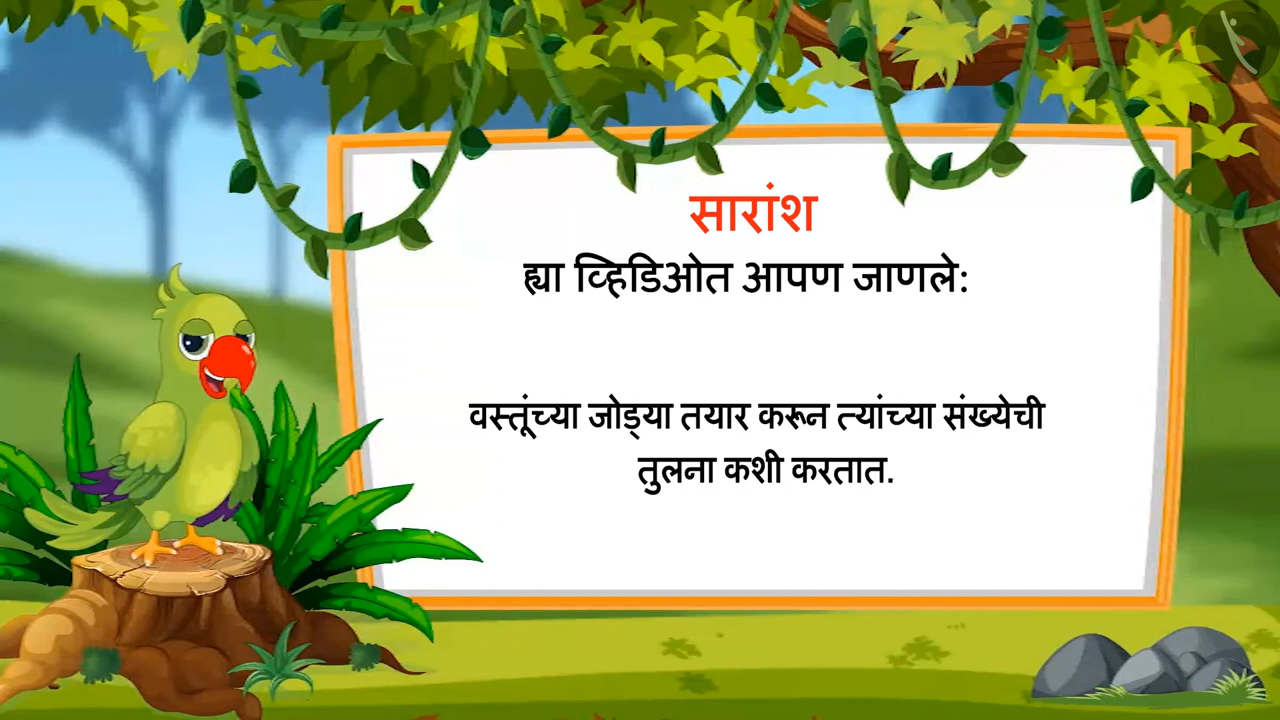 सारांश
ह्या व्हिडिओत आपण जाणले:
वस्तूंच्या जोड्या तयार करून त्यांच्या संख्येची
तुलना कशी करतात.